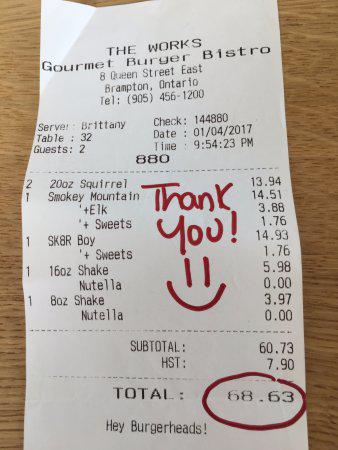 THE WORKS
Gourmet Burger Bistro
8 Queen Street East
Brampton, Ontario
Tel: (905) 456-1200
Server: Brittany Check: 144880
Table : 32 Date : 01/04/2017
Guests: 2 Time : 9:54:23 PM
880
2 20oz Squirrel 13.94
1 Smokey Mountain 14.51
'+Elk 3.88
'+ Sweets 1.76
1 SK8R Boy 14.93
'+ Sweets 1.76
1 16oz Shake 5.98
Nutella 0.00
1 8oz Shake 3.97
Nutella 0.00
Thank
you!
SUBTOTAL: 60.73
HST: 7.90
TOTAL : 68.63
Hey Burgerheads!